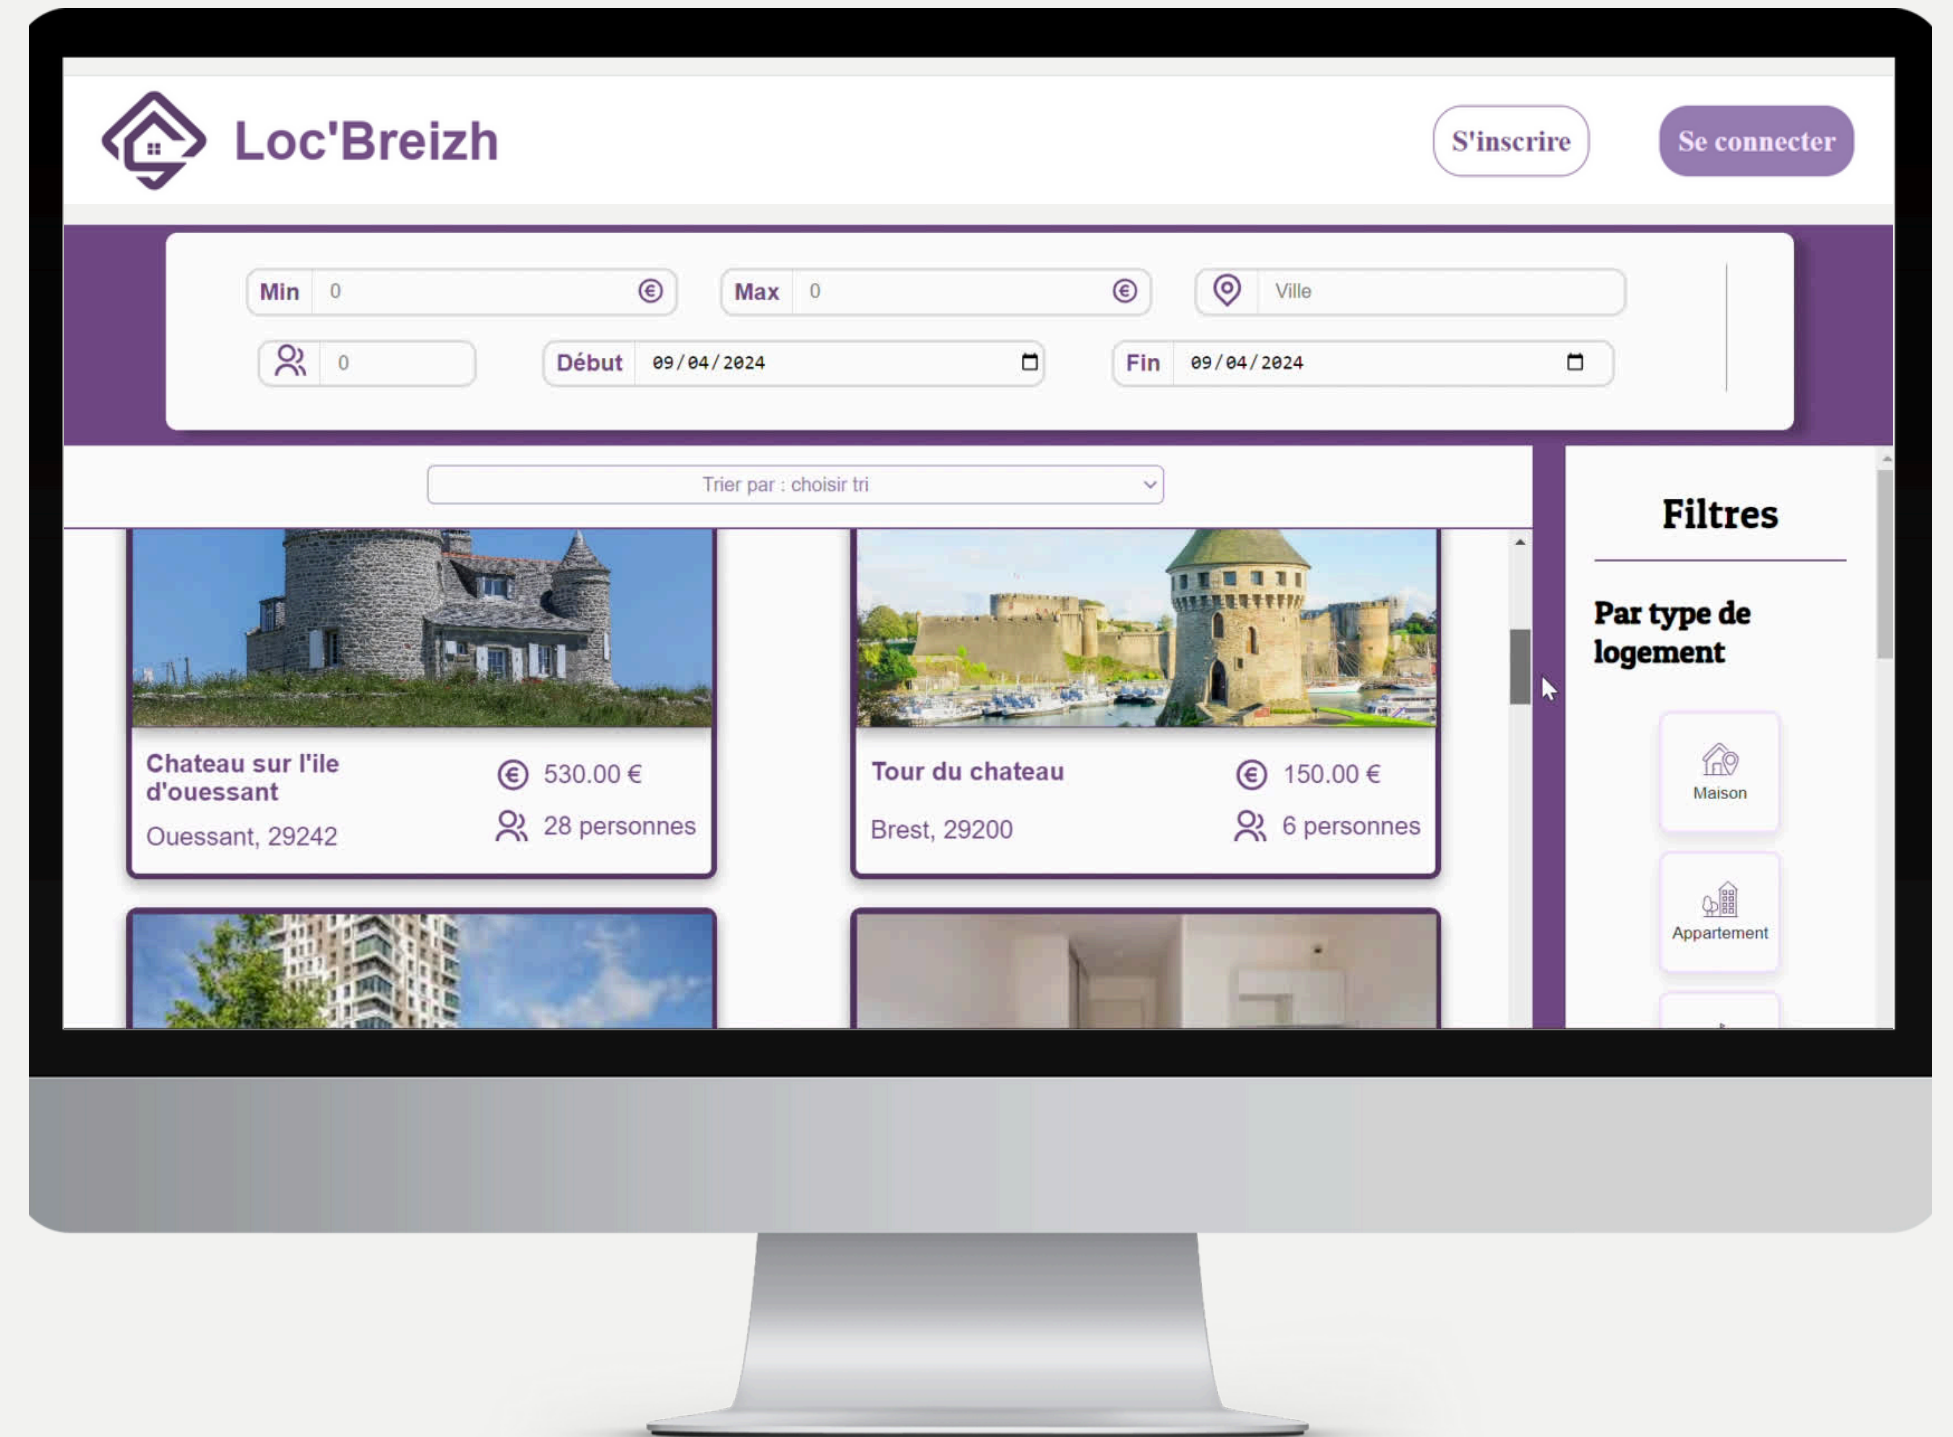 Loc'Breizh
S'inscrire
Se connecter
Min 0
Max 0
Ville
0
Début 09/04/2024
Fin 09/04/2024
Trier par : choisir tri
Chateau sur l'ile
d'ouessant
530.00 €
Ouessant, 29242
28 personnes
Tour du chateau
150.00 €
Brest, 29200
6 personnes
Filtres
Par type de
logement
Maison
Appartement